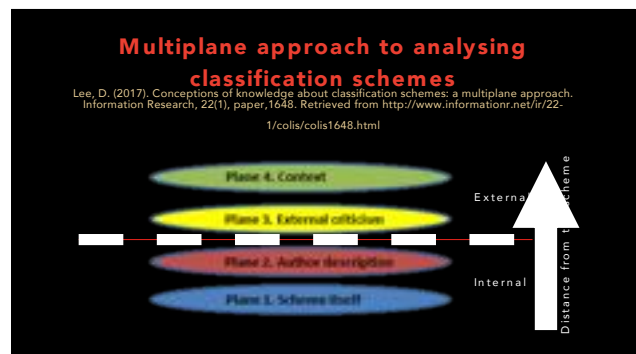 Multiplane approach to analysing
classification schemes
Lee, D. (2017). Conceptions of knowledge about classification schemes: a multiplane approach.
Information Research, 22(1), paper,1648. Retrieved from http://www.informationr.net/ir/22-
1/colis/colis1648.html
Plane 4. Context
External
Plane 3. External criticism
Plane 2. Author description
Internal
Plane 1. Scheme itself
Distance from the scheme